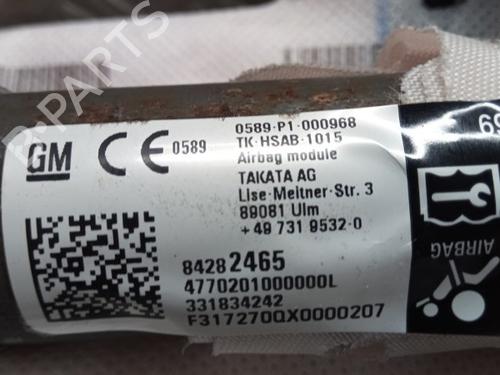 GM
CE 0589
0589-P1-000968
TK-HSAB-1015
Airbag module
TAKATA AG
Lise-Meitner-Str. 3
89081 Ulm
+49 731 9532-0
84282465
4770201000000L
331834242
F317270QX0000207
AIRBAG